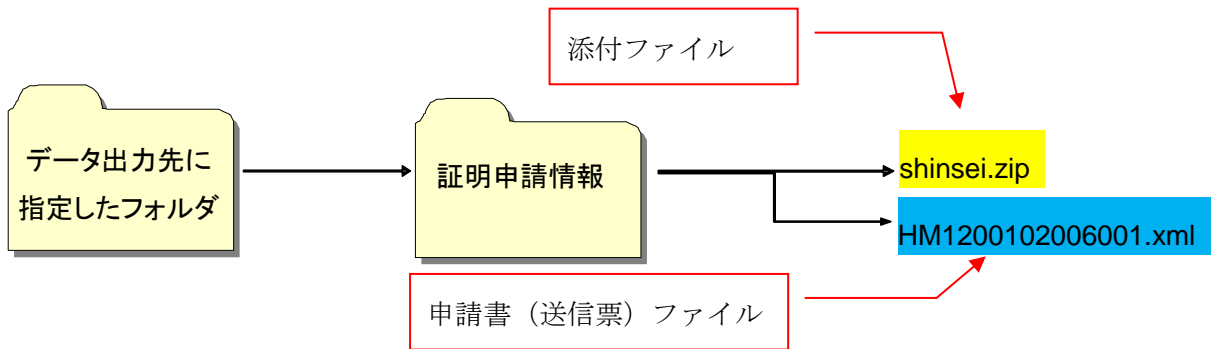 添付ファイル
データ出力先に
指定したフォルダ
証明申請情報
shinsei.zip
HM1200102006001.xml
申請書（送信票）ファイル